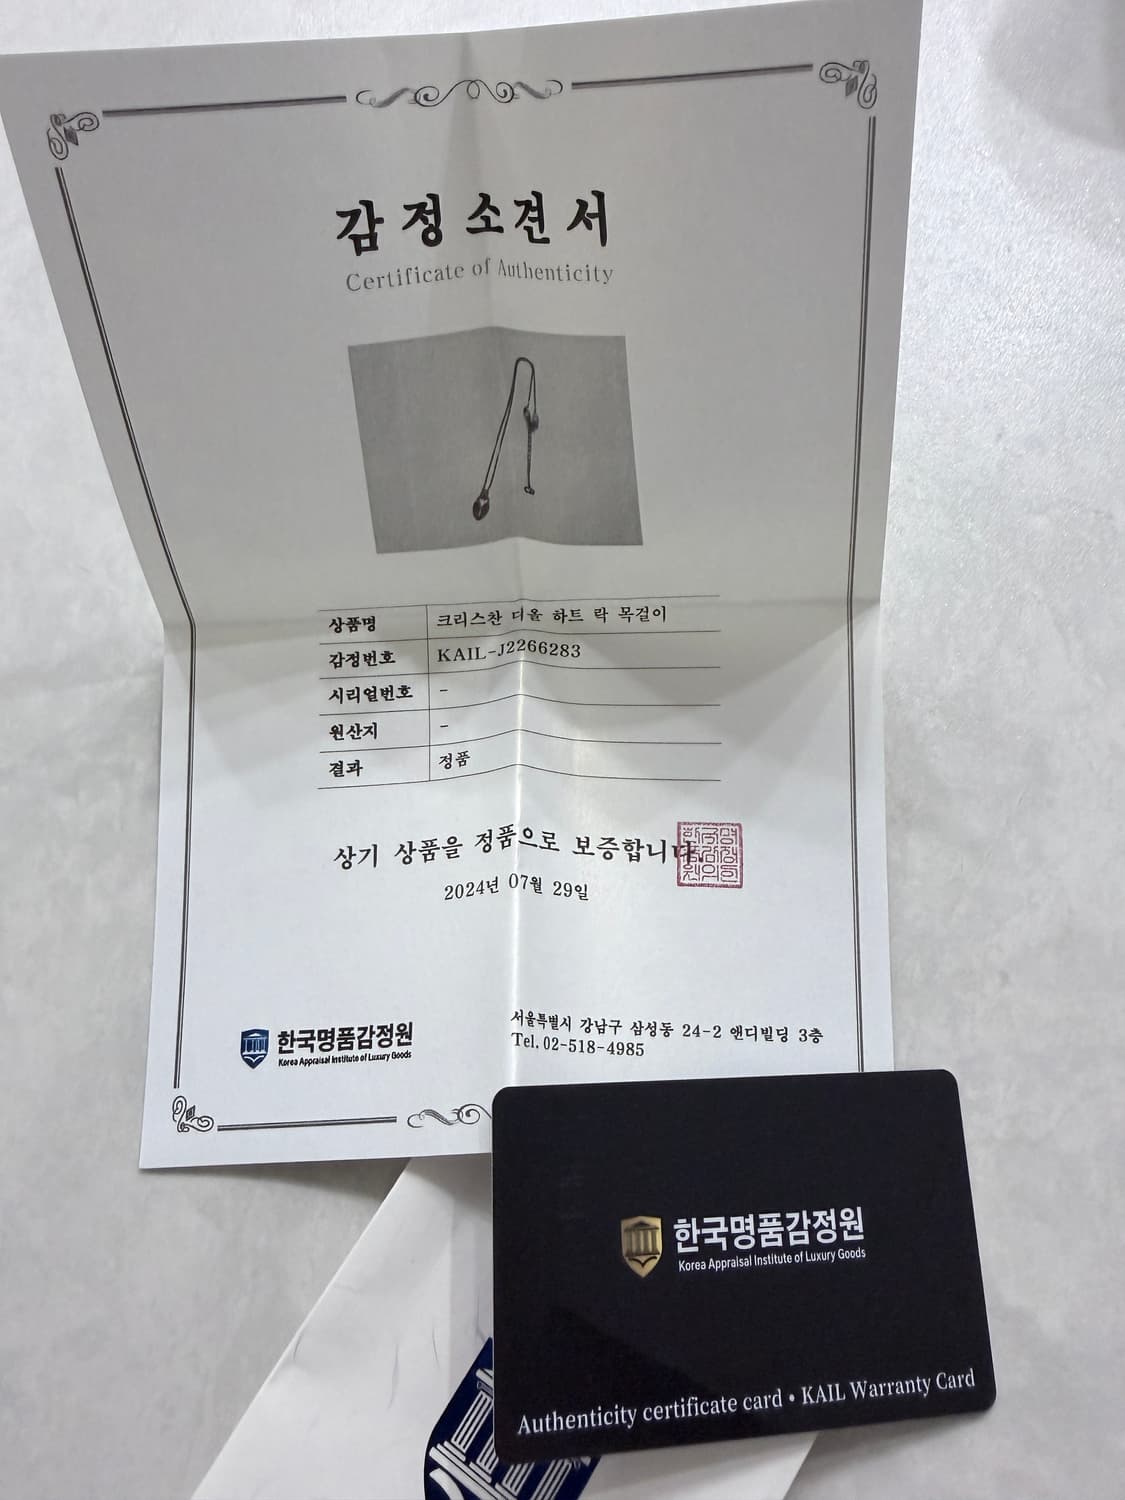 감정소견서
Certificate of Authenticity
상품명 크리스찬 디올 하트 락 목걸이
감정번호 KAIL-J2266283
시리얼번호 -
원산지 -
결과 정품
상기 상품을 정품으로 보증합니다.
2024년 07월 29일
한국명품감정원
Korea Appraisal Institute of Luxury Goods
서울특별시 강남구 삼성동 24-2 앤디빌딩 3층
Tel. 02-518-4985
한국명품감정원
Korea Appraisal Institute of Luxury Goods
Authenticity certificate card • KAIL Warranty Card